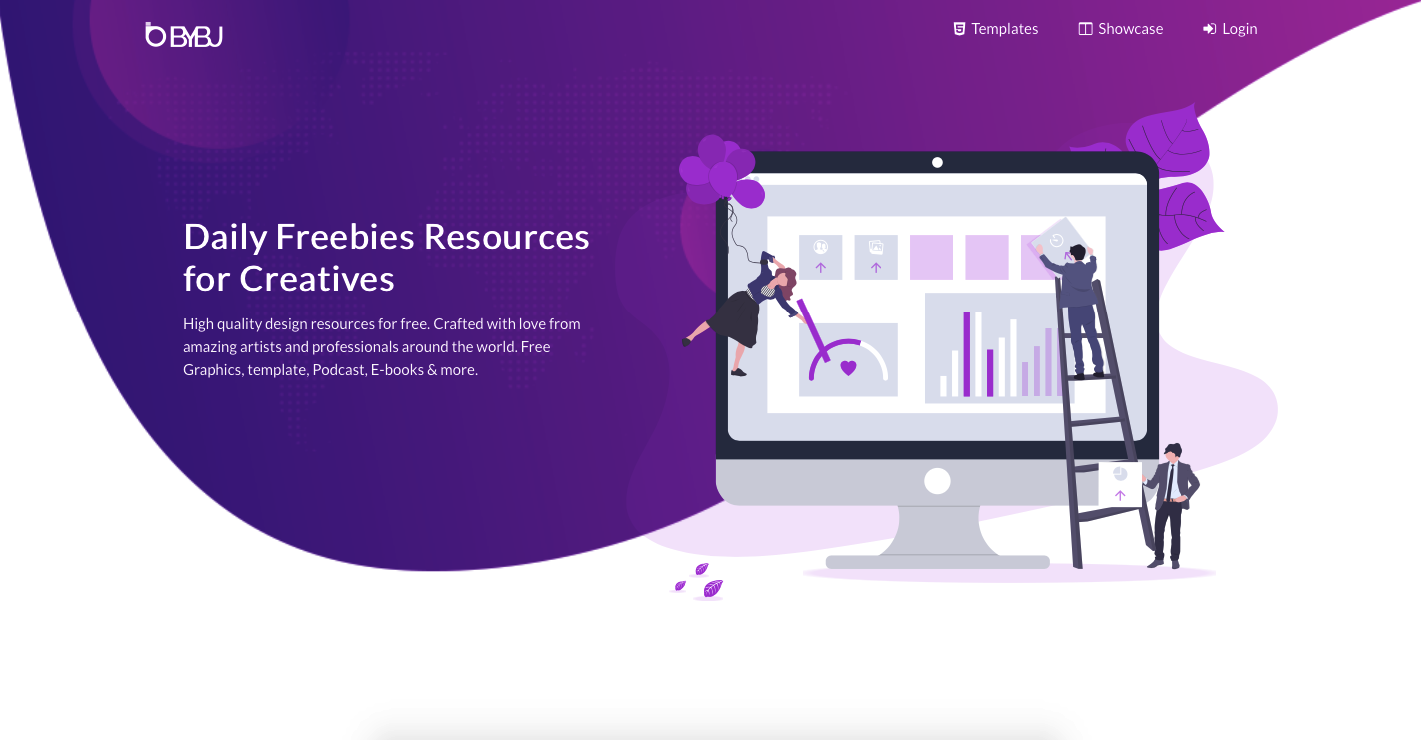 BYBU
Templates
Showcase
Login
Daily Freebies Resources
for Creatives
High quality design resources for free. Crafted with love from
amazing artists and professionals around the world. Free
Graphics, template, Podcast, E-books & more.